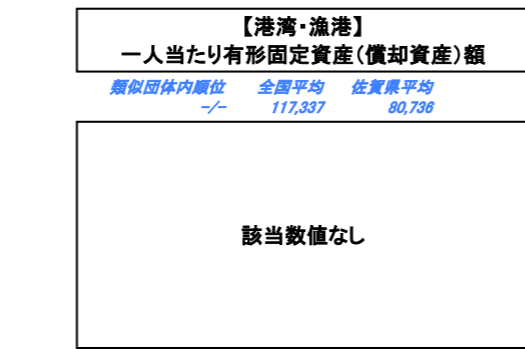 【港湾・漁港】
一人当たり有形固定資産（償却資産）額
類似団体内順位 全国平均 佐賀県平均
-/- 117,337 80,736
該当数値なし